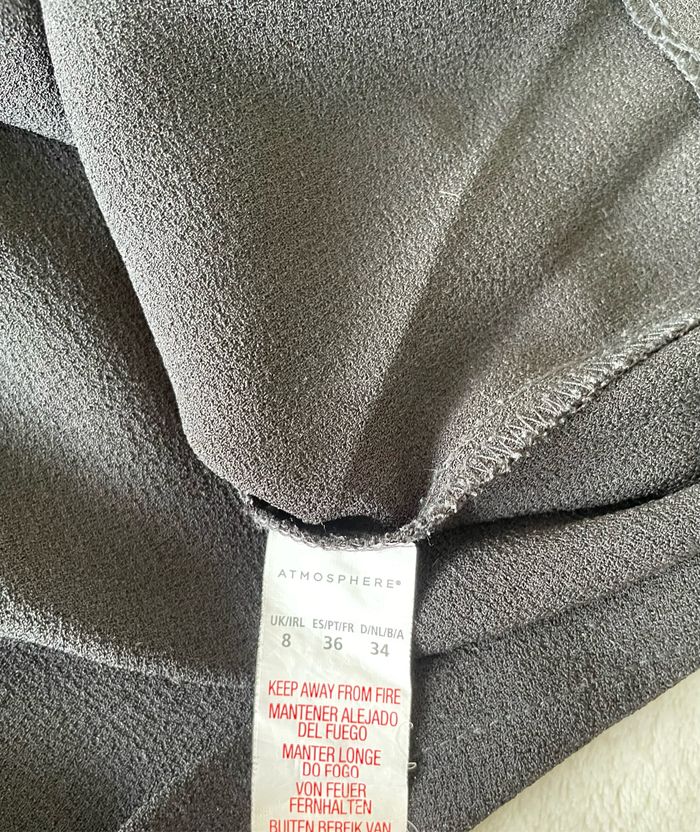 ATMOSPHERE®
UK/IRL ES/PT/FR D/NL/B/A
8 36 34
KEEP AWAY FROM FIRE
MANTENER ALEJADO
DEL FUEGO
MANTER LONGE
DO FOGO
VON FEUER
FERNHALTEN
BUITEN BEREIK VAN